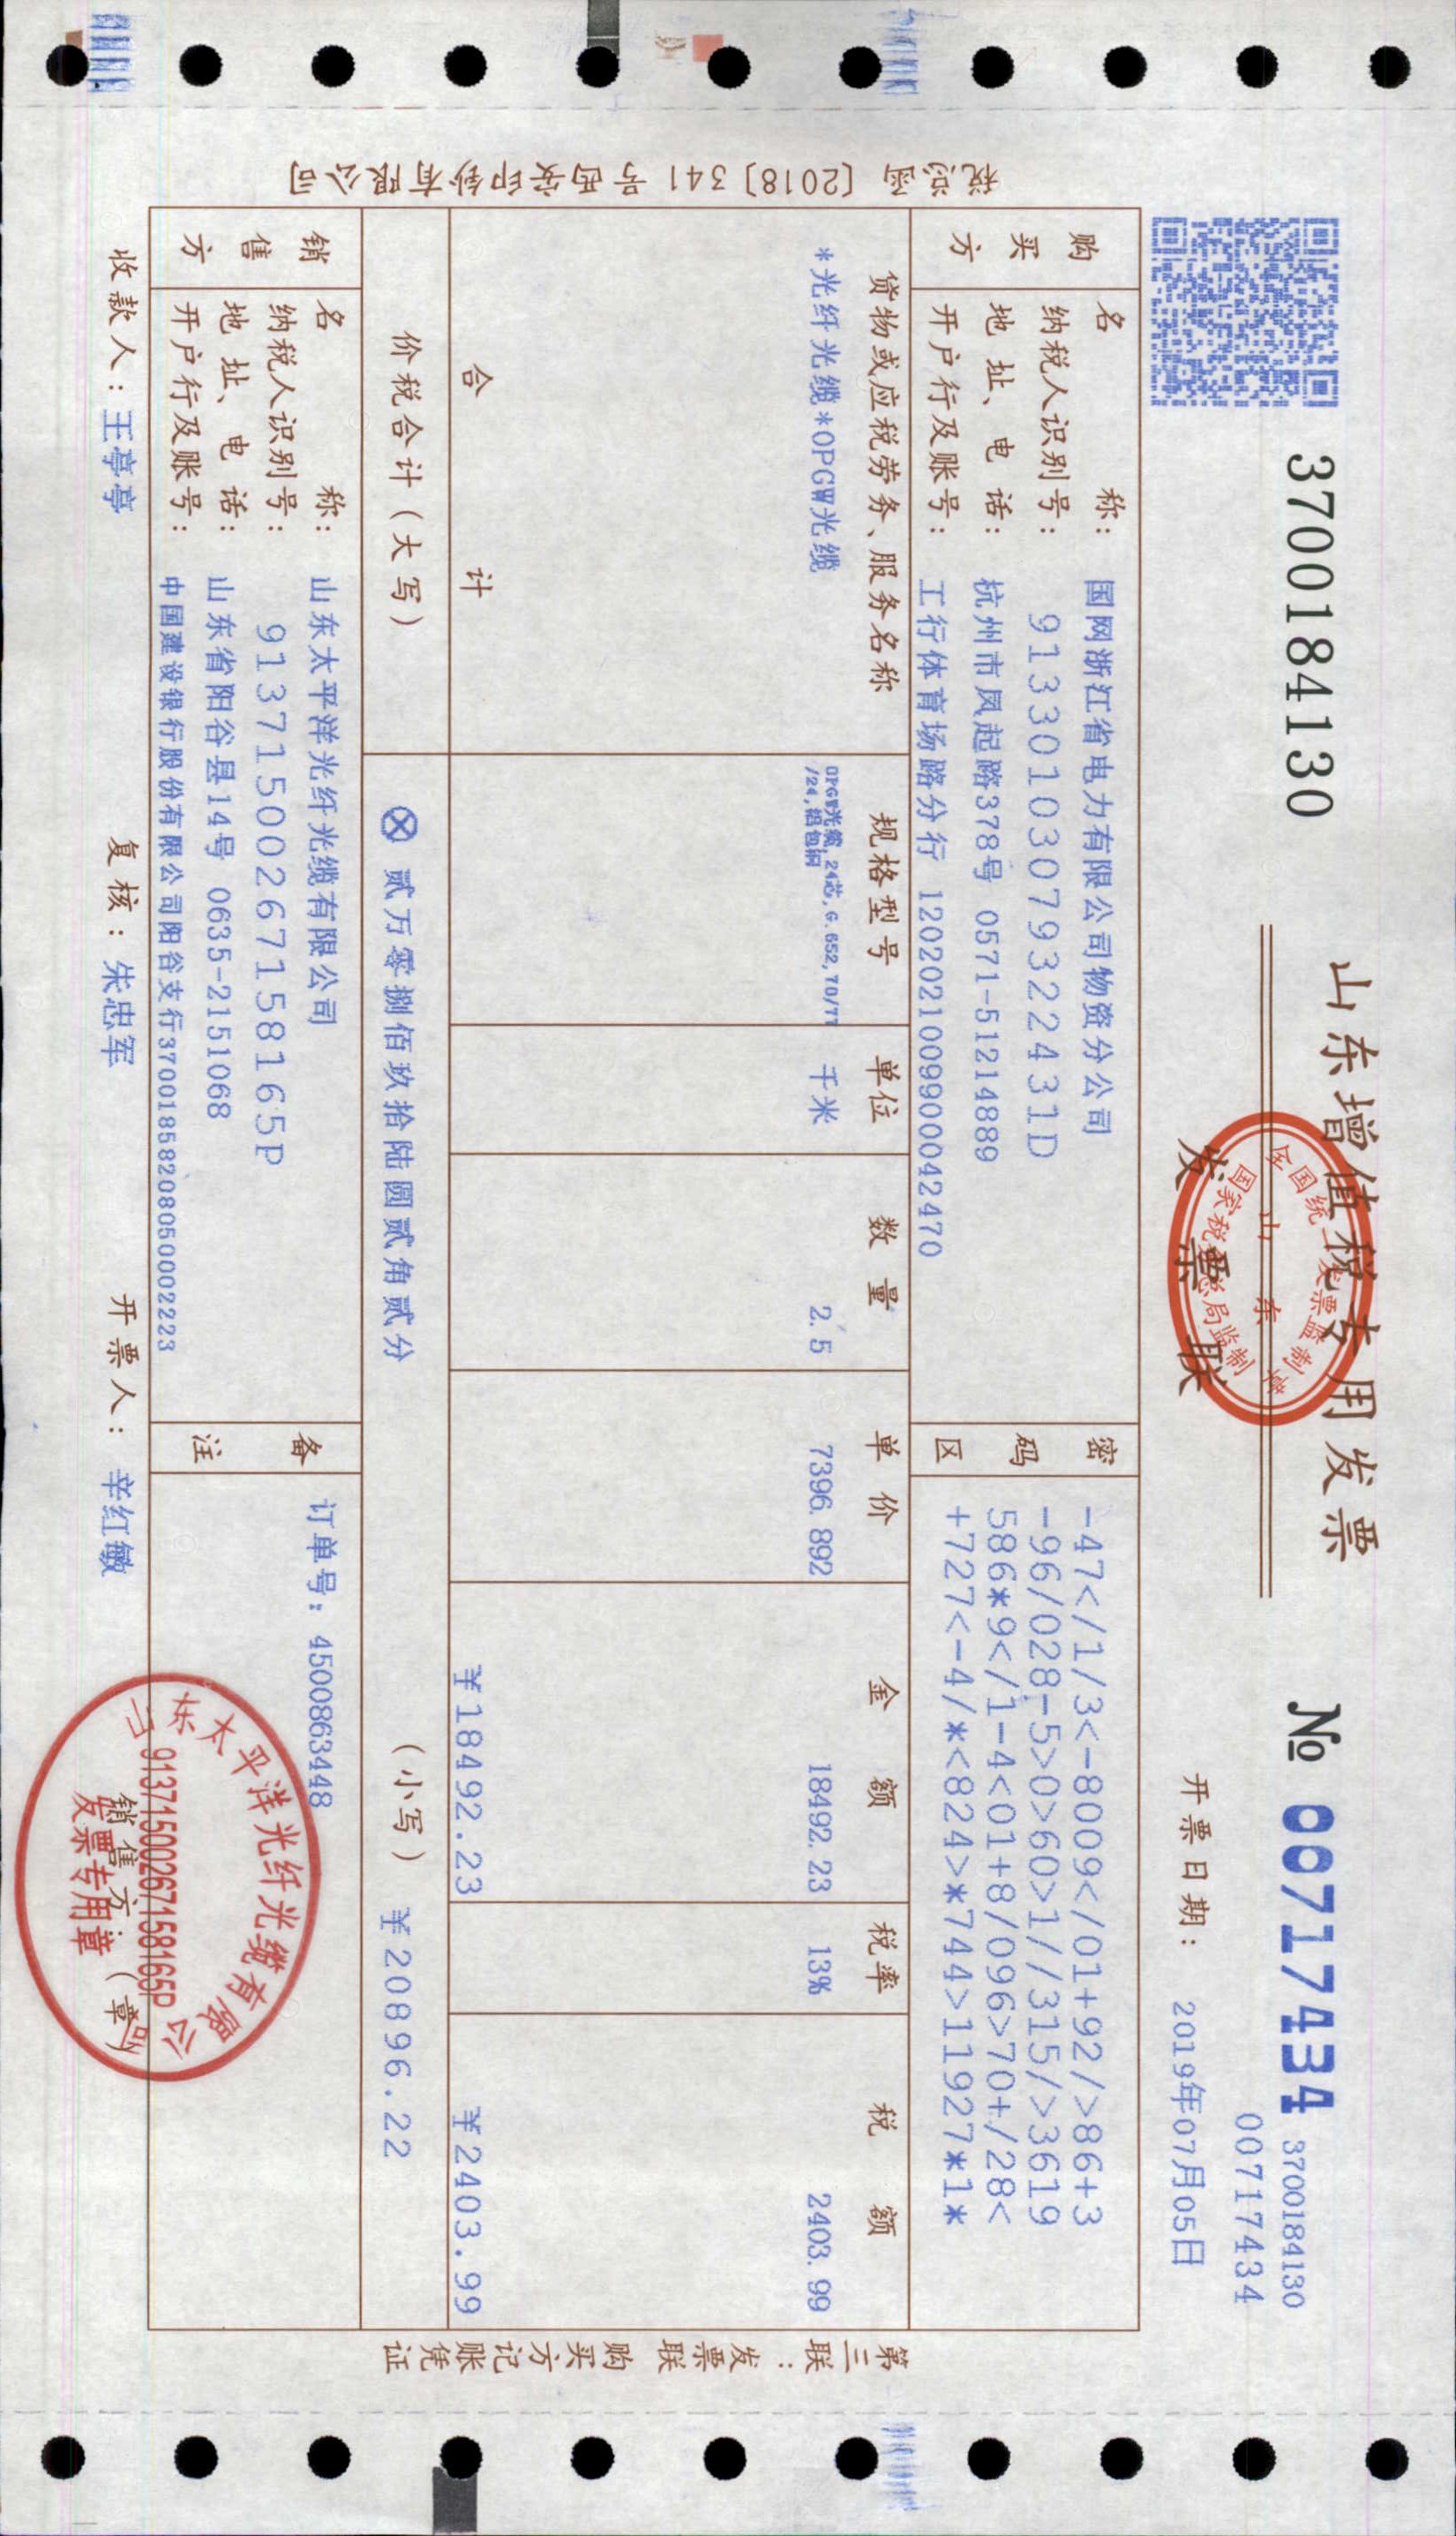 3700184130
山东增值税专用发票
发票联
全国统一发票监制章
山东
国家税务总局监制
№ 00717434
3700184130
00717434
开票日期: 2019年07月05日
税总函〔2018〕341号西安印钞有限公司
购买方
名称: 国网浙江省电力有限公司物资分公司
纳税人识别号: 91330103079322431D
地址、电话: 杭州市凤起路378号 0571-51214889
开户行及账号: 工行体育场路分行 1202021009900042470
密码区
-47</1/3<-8009</01+92/>86+3
-96/028-5>0>60>1//315/>3619
586*9</1-4<01+8/096>70+/28<
+727<-4/*<824>*744>11927*1*
货物或应税劳务、服务名称 规格型号 单位 数量 单价 金额 税率 税额
*光纤光缆*OPGW光缆 OPGW光缆,24芯,G.652,70/71 千米 2.5 7396.892 18492.23 13% 2403.99
/24,铝包钢
合计 ¥18492.23 ¥2403.99
价税合计(大写) ⊗ 贰万零捌佰玖拾陆圆贰角贰分 (小写) ¥20896.22
销售方
名称: 山东太平洋光纤光缆有限公司
纳税人识别号: 91371500267158165P
地址、电话: 山东省阳谷县14号 0635-2151068
开户行及账号: 中国建设银行股份有限公司阳谷支行37001858208050002223
备注
订单号: 4500863448
收款人: 王亭亭 复核: 朱忠军 开票人: 辛红敏 销售方:(章)
山东太平洋光纤光缆有限公司
91371500267158165P
发票专用章
第三联:发票联 购买方记账凭证